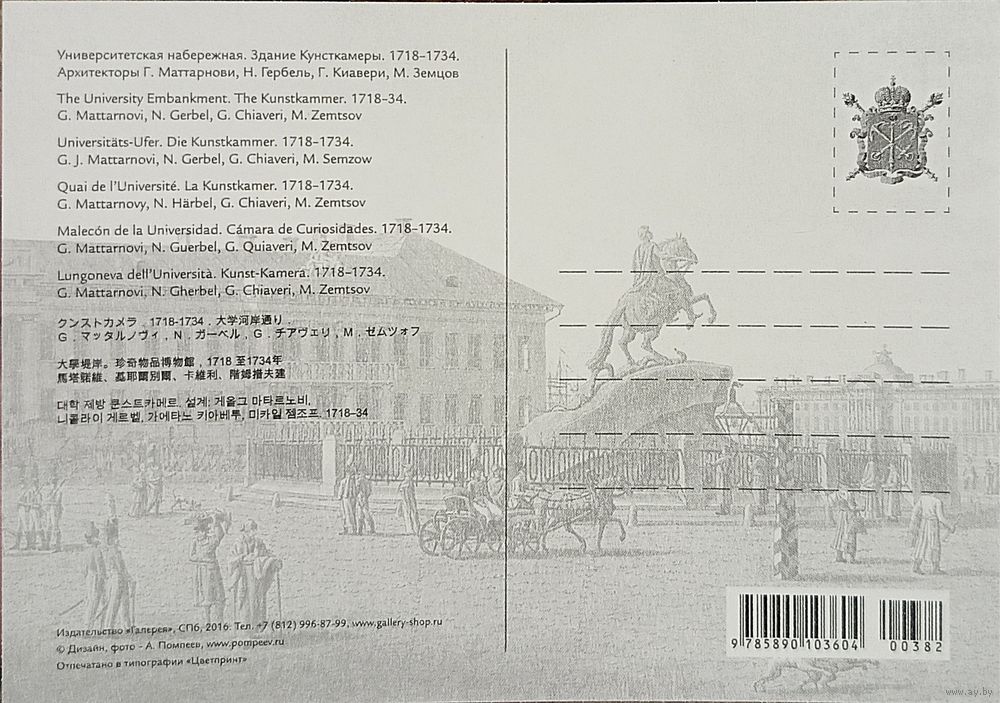 Университетская набережная. Здание Кунсткамеры. 1718–1734.
Архитекторы Г. Маттарнови, Н. Гербель, Г. Киавери, М. Земцов
The University Embankment. The Kunstkammer. 1718–34.
G. Mattarnovi, N. Gerbel, G. Chiaveri, M. Zemtsov
Universitäts-Ufer. Die Kunstkammer. 1718–1734.
G. J. Mattarnovi, N. Gerbel, G. Chiaveri, M. Semzow
Quai de l'Université. La Kunstkamer. 1718–1734.
G. Mattarnovy, N. Härbel, G. Chiaveri, M. Zemtsov
Malecón de la Universidad. Cámara de Curiosidades. 1718–1734.
G. Mattarnovi, N. Guerbel, G. Quiaveri, M. Zemtsov
Lungoneva dell'Università. Kunst-Kamera. 1718–1734.
G. Mattarnovi, N. Gherbel, G. Chiaveri, M. Zemtsov
クンストカメラ . 1718-1734 . 大学河岸通り
G . マッタルノヴィ , N . ガーベル , G . チアヴェリ , M . ゼムツォフ
大學堤岸。珍奇物品博物館 , 1718 至1734年
馬塔諾維、基耶爾別爾、卡維利、階姆措夫建
대학 제방 쿤스트카메르. 설계: 게올그 마타르노비,
니콜라이 게르벨, 가에타노 키아베투, 미카일 젬조프. 1718–34
Издательство «Галерея», СПб, 2016. Тел. +7 (812) 996-87-99, www.gallery-shop.ru
© Дизайн, фото - А. Помпеев, www.pompeev.ru
Отпечатано в типографии «Цветпринт»
9 785890 103604
00382
www.ay.by